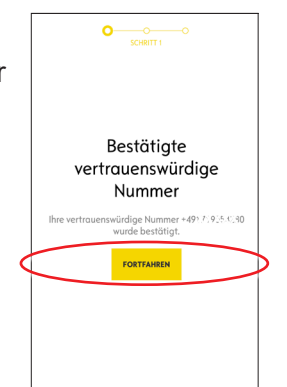 SCHRITT 1
r
Bestätigte
vertrauenswürdige
Nummer
Ihre vertrauenswürdige Nummer
wurde bestätigt.
FORTFAHREN